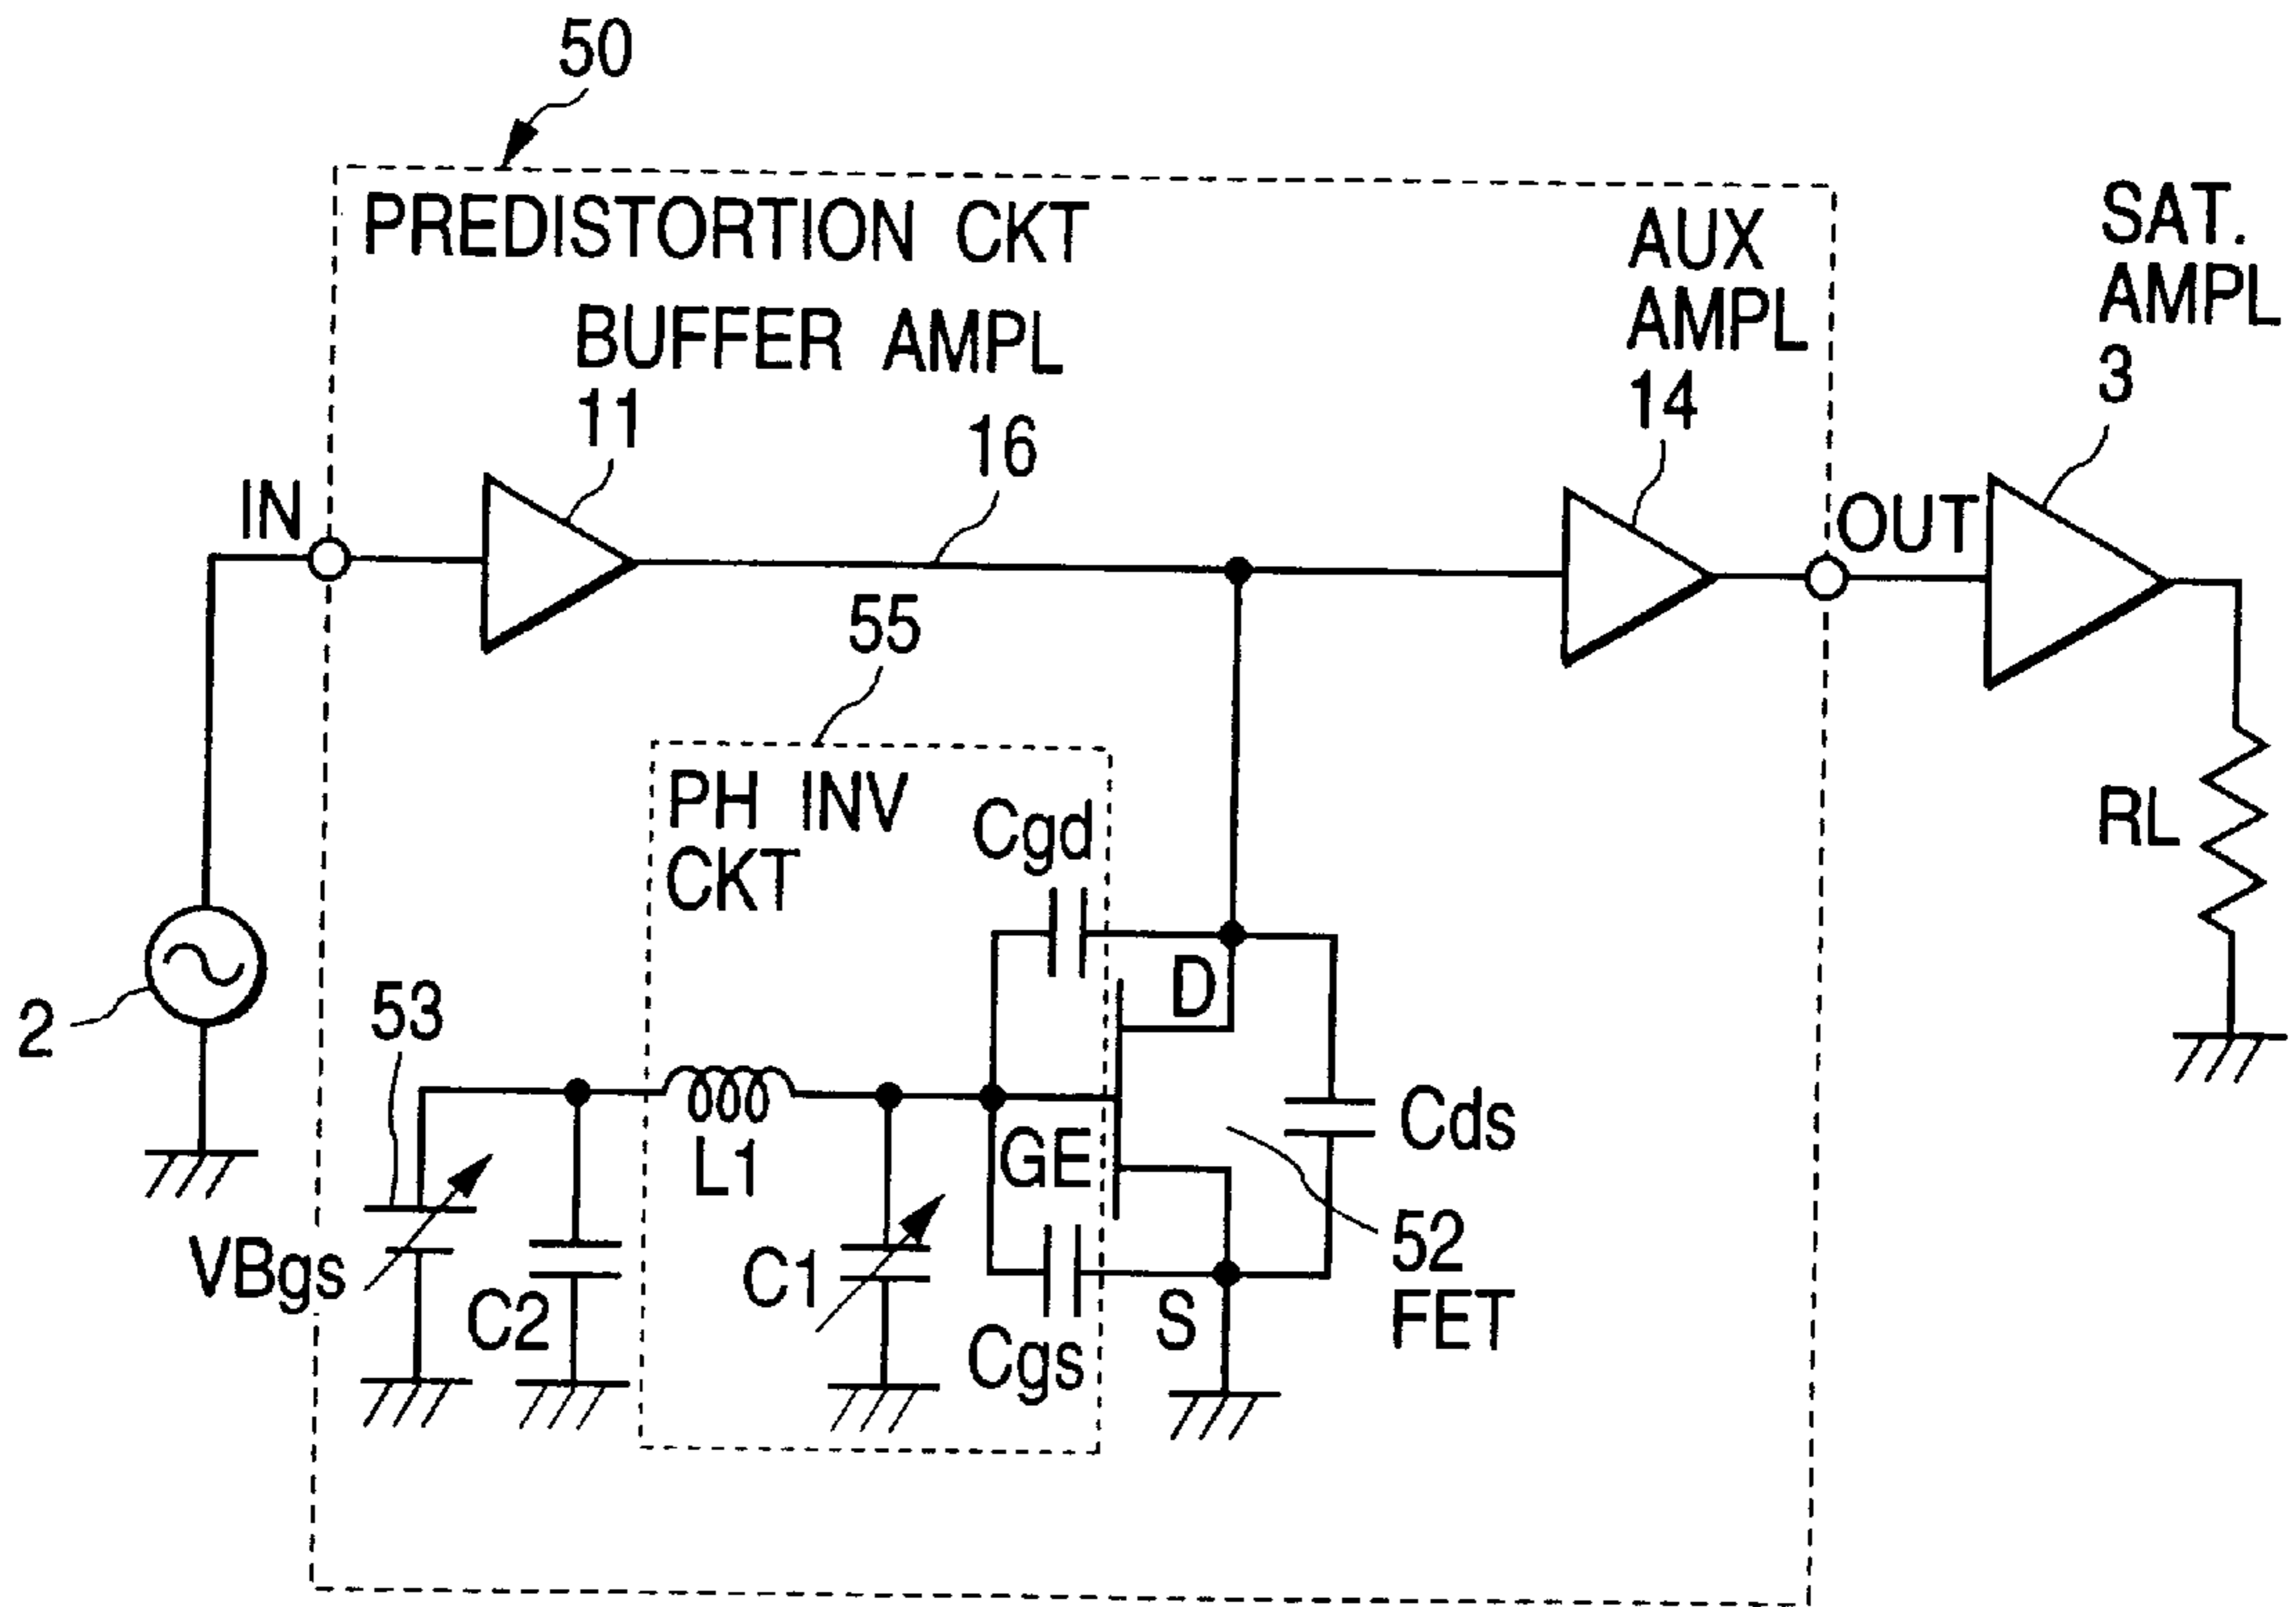 50
PREDISTORTION CKT
BUFFER AMPL
11
16
AUX
AMPL
14
SAT.
AMPL
3
IN
OUT
55
PH INV
CKT
Cgd
RL
2
53
D
L1
GE
Cds
VBgs
C2
C1
Cgs
S
52
FET